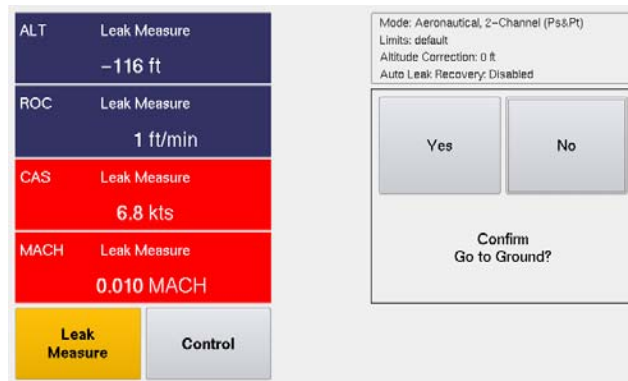 ALT Leak Measure
−116 ft
ROC Leak Measure
1 ft/min
CAS Leak Measure
6.8 kts
MACH Leak Measure
0.010 MACH
Leak
Measure
Control
Mode: Aeronautical, 2−Channel (Ps&Pt)
Limits: default
Altitude Correction: 0 ft
Auto Leak Recovery: Disabled
Yes
No
Confirm
Go to Ground?